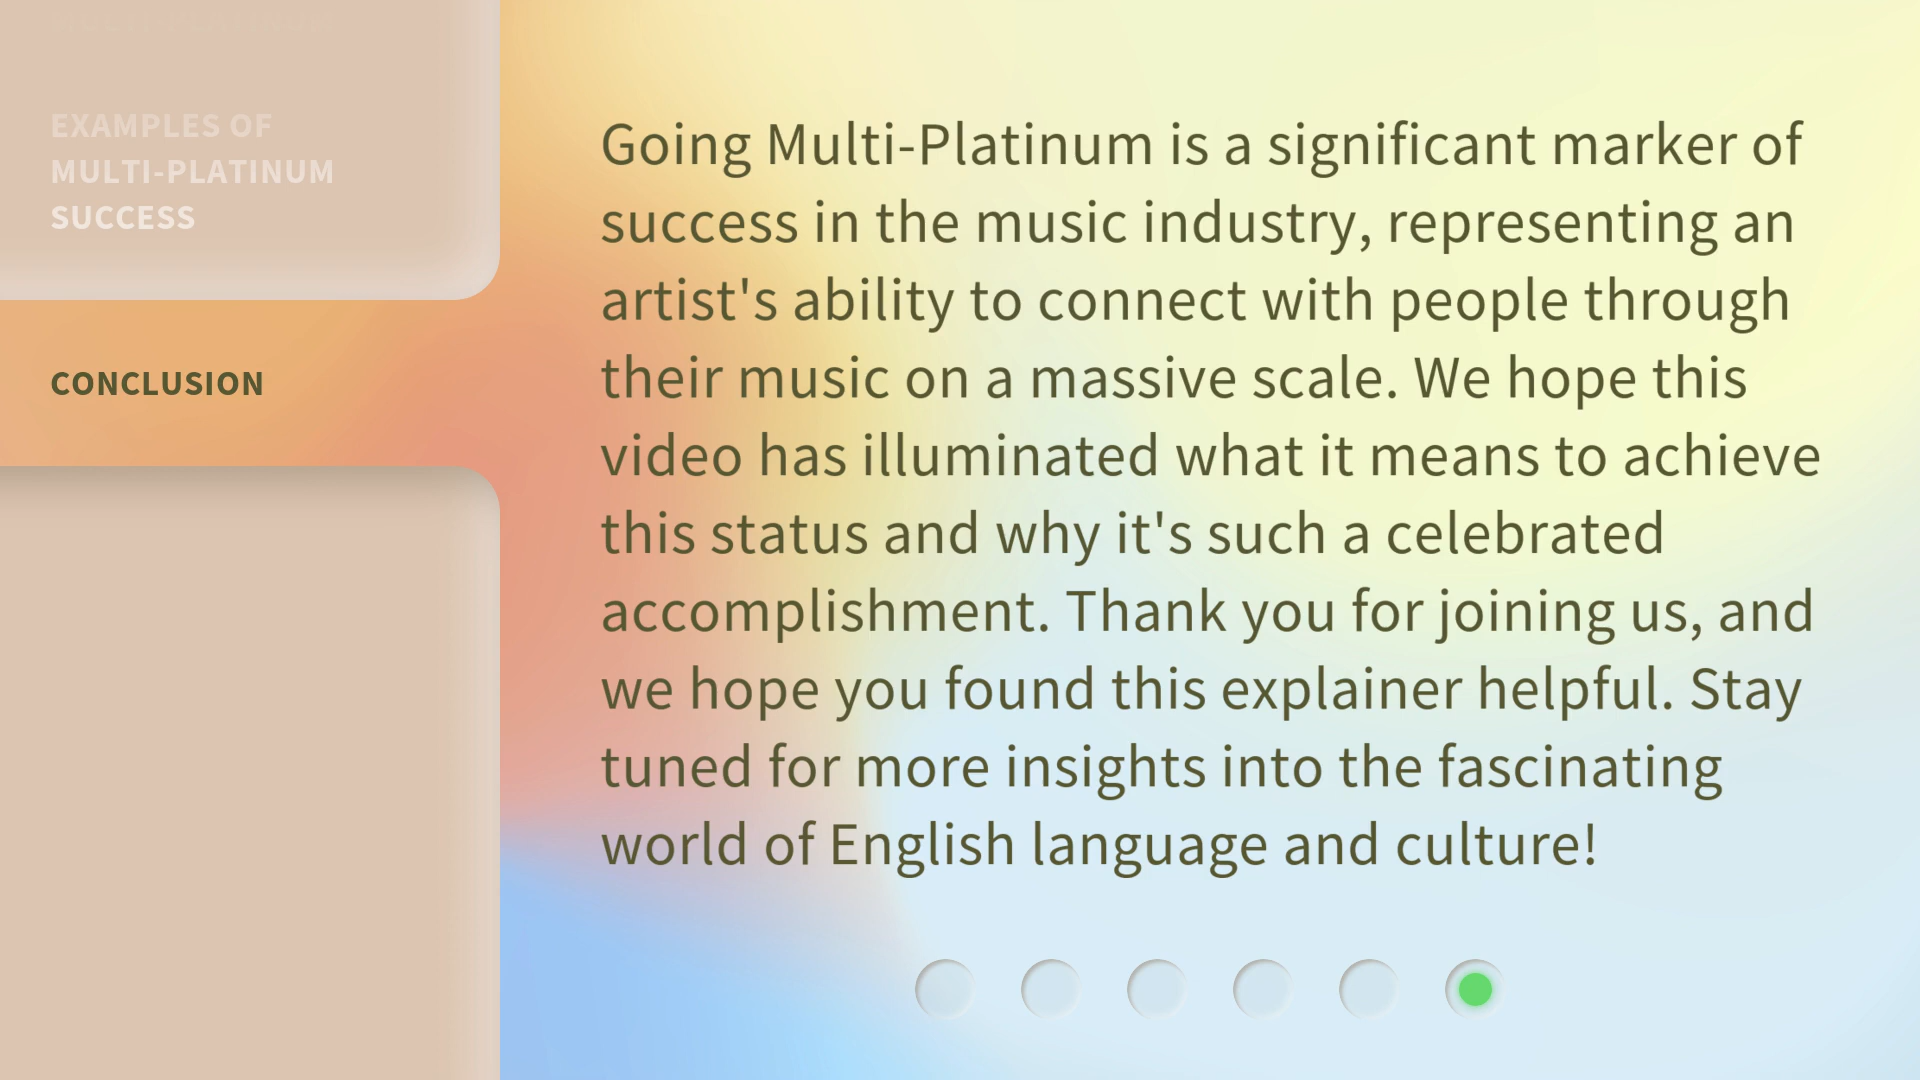 EXAMPLES OF
MULTI-PLATINUM
SUCCESS
CONCLUSION
Going Multi-Platinum is a significant marker of
success in the music industry, representing an
artist's ability to connect with people through
their music on a massive scale. We hope this
video has illuminated what it means to achieve
this status and why it's such a celebrated
accomplishment. Thank you for joining us, and
we hope you found this explainer helpful. Stay
tuned for more insights into the fascinating
world of English language and culture!